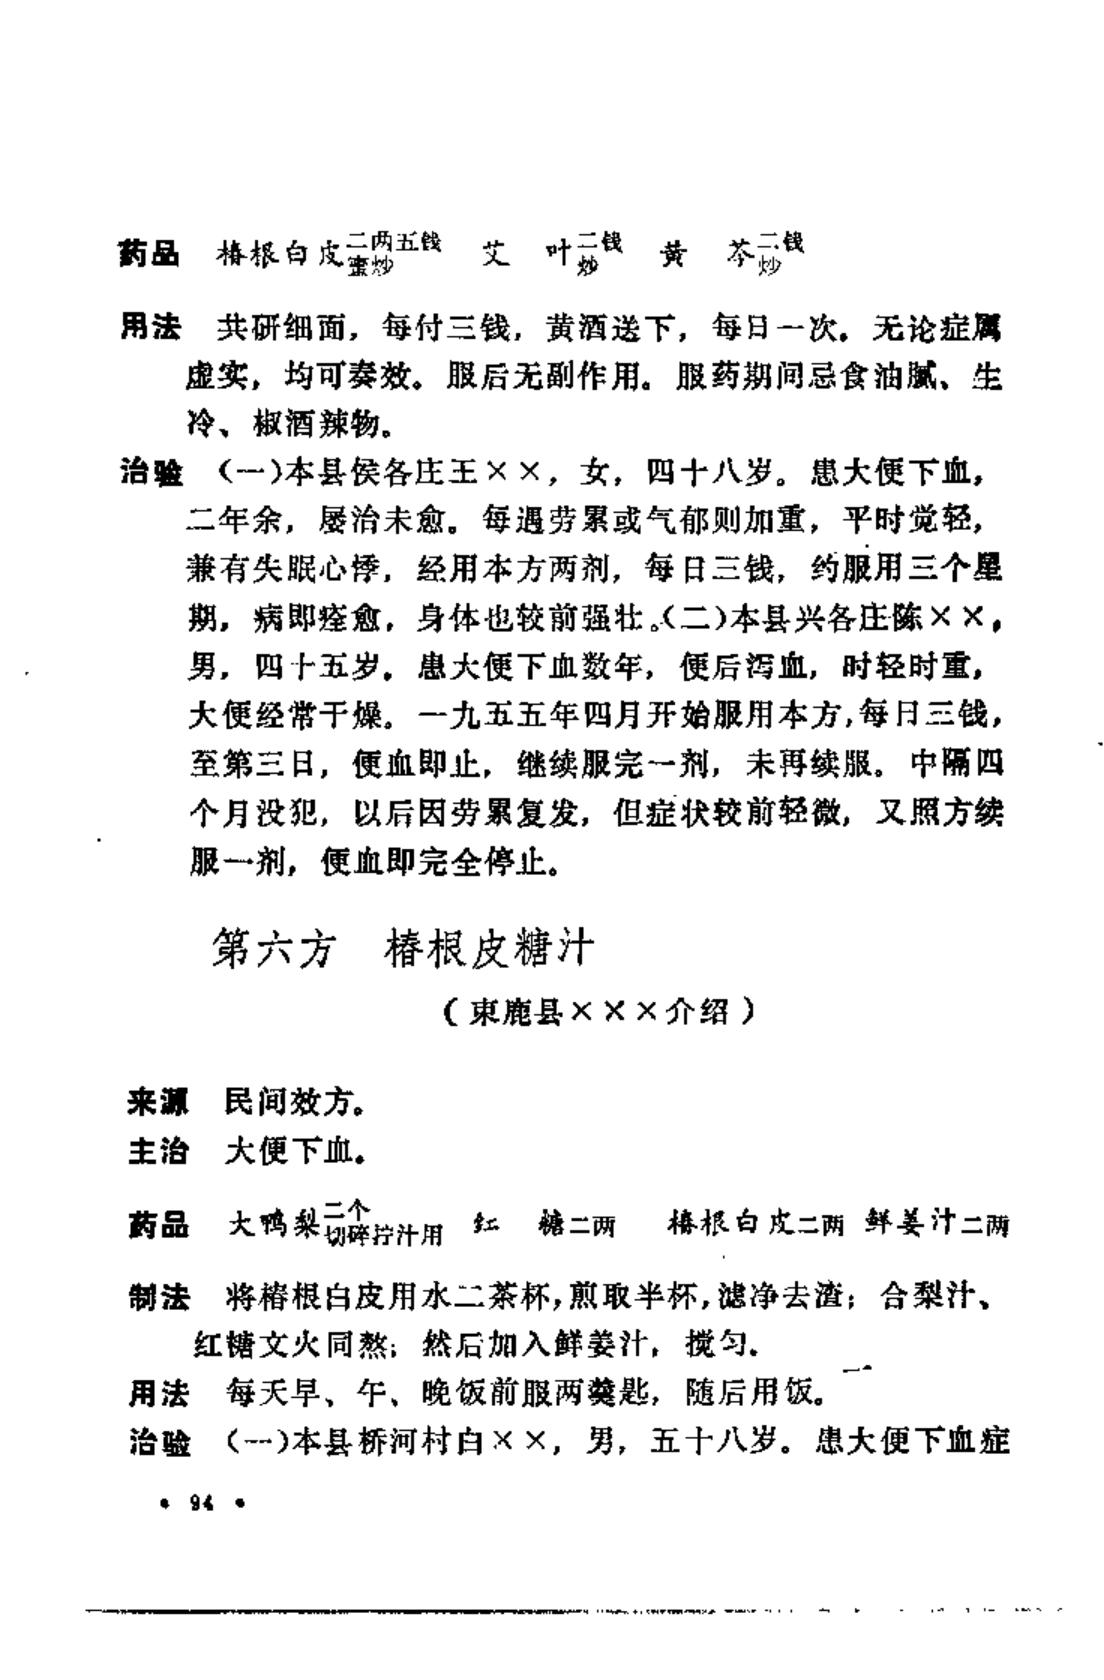 药品　椿根白皮二两五钱蜜炒　艾　叶二钱炒　黄　芩二钱炒
用法　共研细面，每付三钱，黄酒送下，每日一次。无论症属
虚实，均可奏效。服后无副作用。服药期间忌食油腻、生
冷、椒酒辣物。
治验　（一）本县侯各庄王××，女，四十八岁。患大便下血，
二年余，屡治未愈。每遇劳累或气郁则加重，平时觉轻，
兼有失眠心悸，经用本方两剂，每日三钱，约服用三个星
期，病即痊愈，身体也较前强壮。（二）本县兴各庄陈××，
男，四十五岁。患大便下血数年，便后泻血，时轻时重，
大便经常干燥。一九五五年四月开始服用本方，每日三钱，
至第三日，便血即止，继续服完一剂，未再续服。中隔四
个月没犯，以后因劳累复发，但症状较前轻微，又照方续
服一剂，便血即完全停止。
第六方　椿根皮糖汁
（束鹿县×××介绍）
来源　民间效方。
主治　大便下血。
药品　大鸭梨二个切碎拧汁用　红　糖二两　椿根白皮二两　鲜姜汁二两
制法　将椿根白皮用水二茶杯，煎取半杯，滤净去渣；合梨汁、
红糖文火同熬；然后加入鲜姜汁，搅匀。
用法　每天早、午、晚饭前服两羹匙，随后用饭。
治验　（一）本县桥河村白××，男，五十八岁。患大便下血症
• 94 •